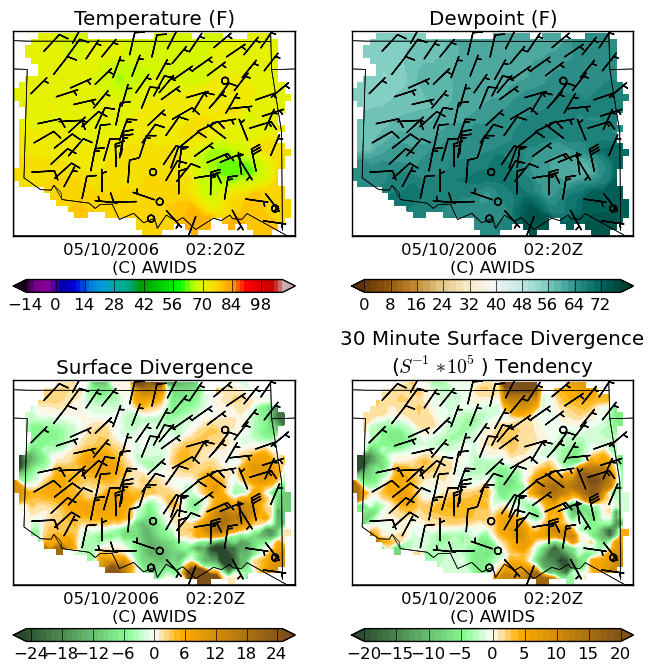 Temperature (F)
Dewpoint (F)
05/10/2006 02:20Z
(C) AWIDS
05/10/2006 02:20Z
(C) AWIDS
−14 0 14 28 42 56 70 84 98
0 8 16 24 32 40 48 56 64 72
Surface Divergence
30 Minute Surface Divergence
(S⁻¹ *10⁵ ) Tendency
05/10/2006 02:20Z
(C) AWIDS
05/10/2006 02:20Z
(C) AWIDS
−24 −18 −12 −6 0 6 12 18 24
−20 −15 −10 −5 0 5 10 15 20